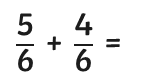 5/6 + 4/6 =